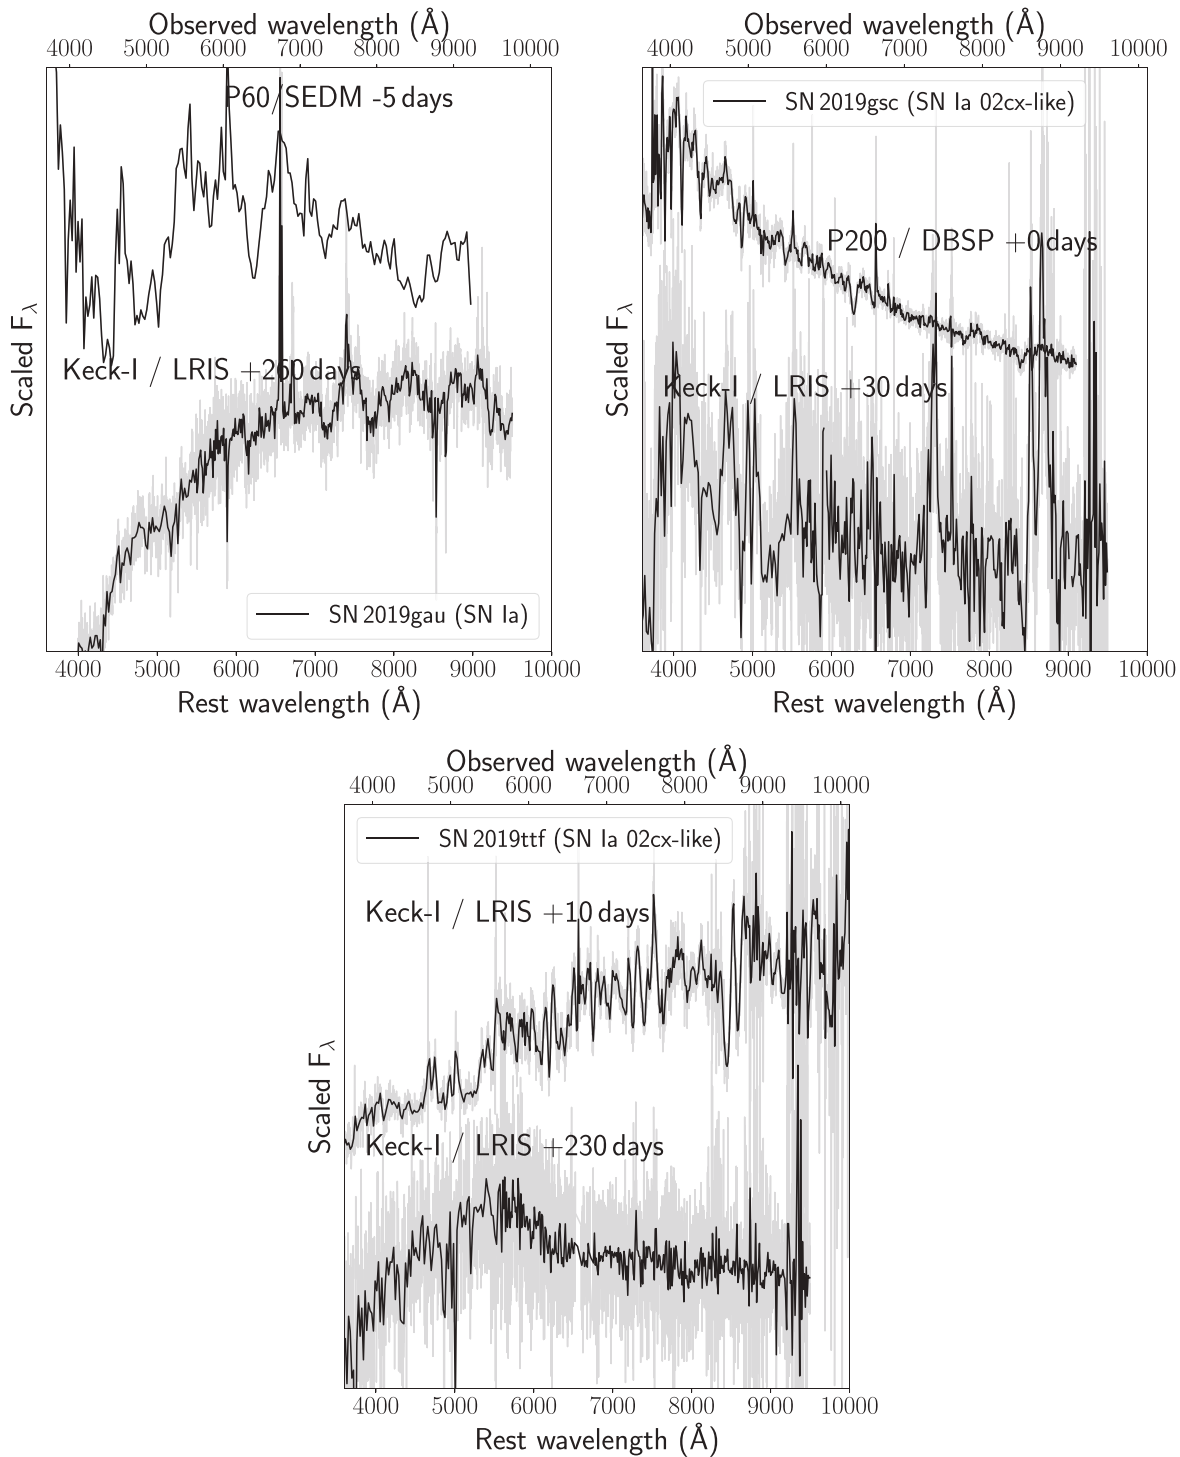 Observed wavelength (Å)
4000 5000 6000 7000 8000 9000 10000
P60/SEDM -5 days
Keck-I / LRIS +260 days
SN 2019gau (SN Ia)
Scaled Fλ
4000 5000 6000 7000 8000 9000 10000
Rest wavelength (Å)
Observed wavelength (Å)
4000 5000 6000 7000 8000 9000 10000
SN 2019gsc (SN Ia 02cx-like)
P200 / DBSP +0 days
Keck-I / LRIS +30 days
Scaled Fλ
4000 5000 6000 7000 8000 9000 10000
Rest wavelength (Å)
Observed wavelength (Å)
4000 5000 6000 7000 8000 9000 10000
SN 2019ttf (SN Ia 02cx-like)
Keck-I / LRIS +10 days
Keck-I / LRIS +230 days
Scaled Fλ
4000 5000 6000 7000 8000 9000 10000
Rest wavelength (Å)